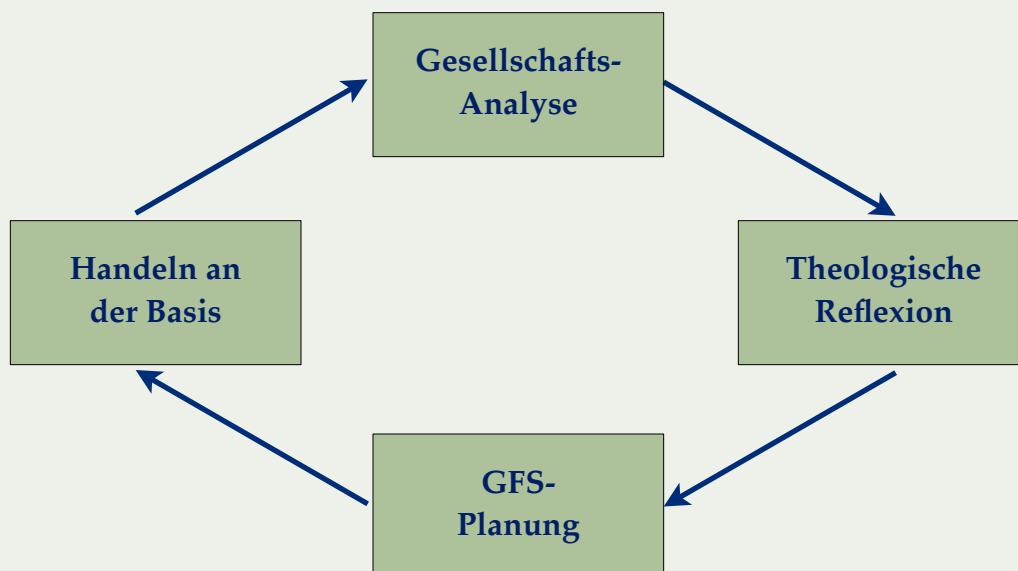 Gesellschafts-
Analyse
Handeln an
der Basis
Theologische
Reflexion
GFS-
Planung